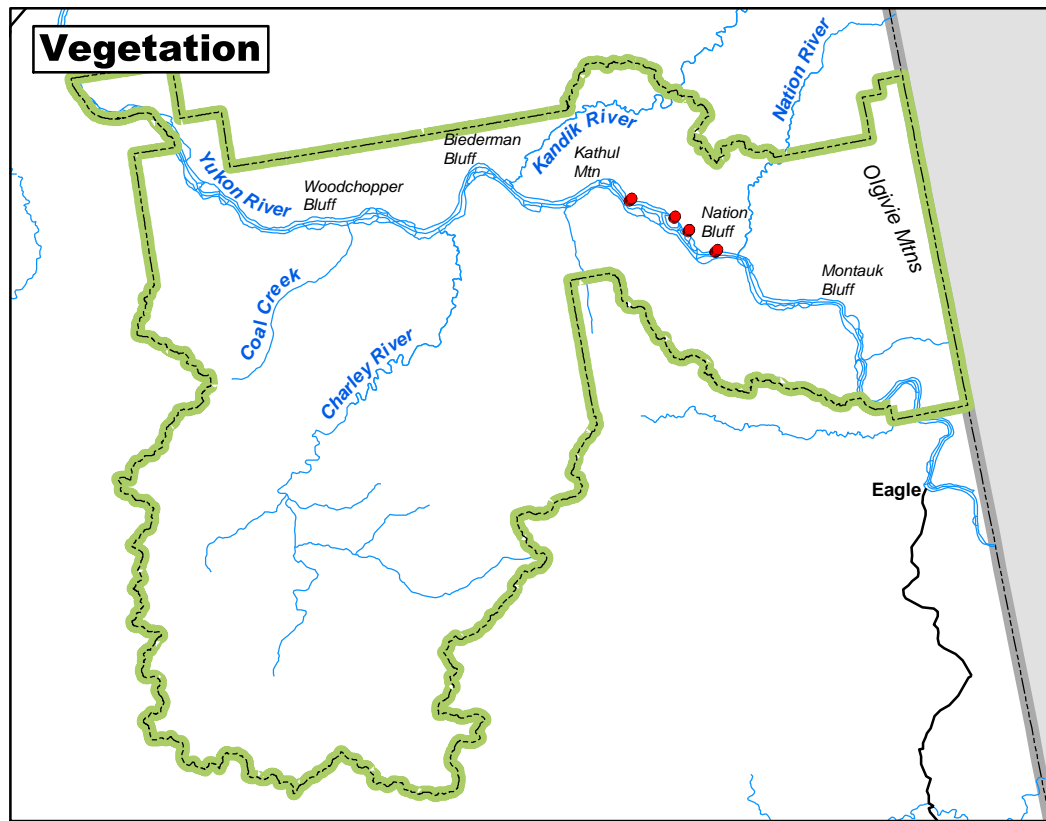 Vegetation
Nation River
Kandik River
Biederman
Bluff
Kathul
Mtn
Yukon River
Woodchopper
Bluff
Olgivie Mtns
Nation
Bluff
Montauk
Bluff
Coal Creek
Charley River
Eagle